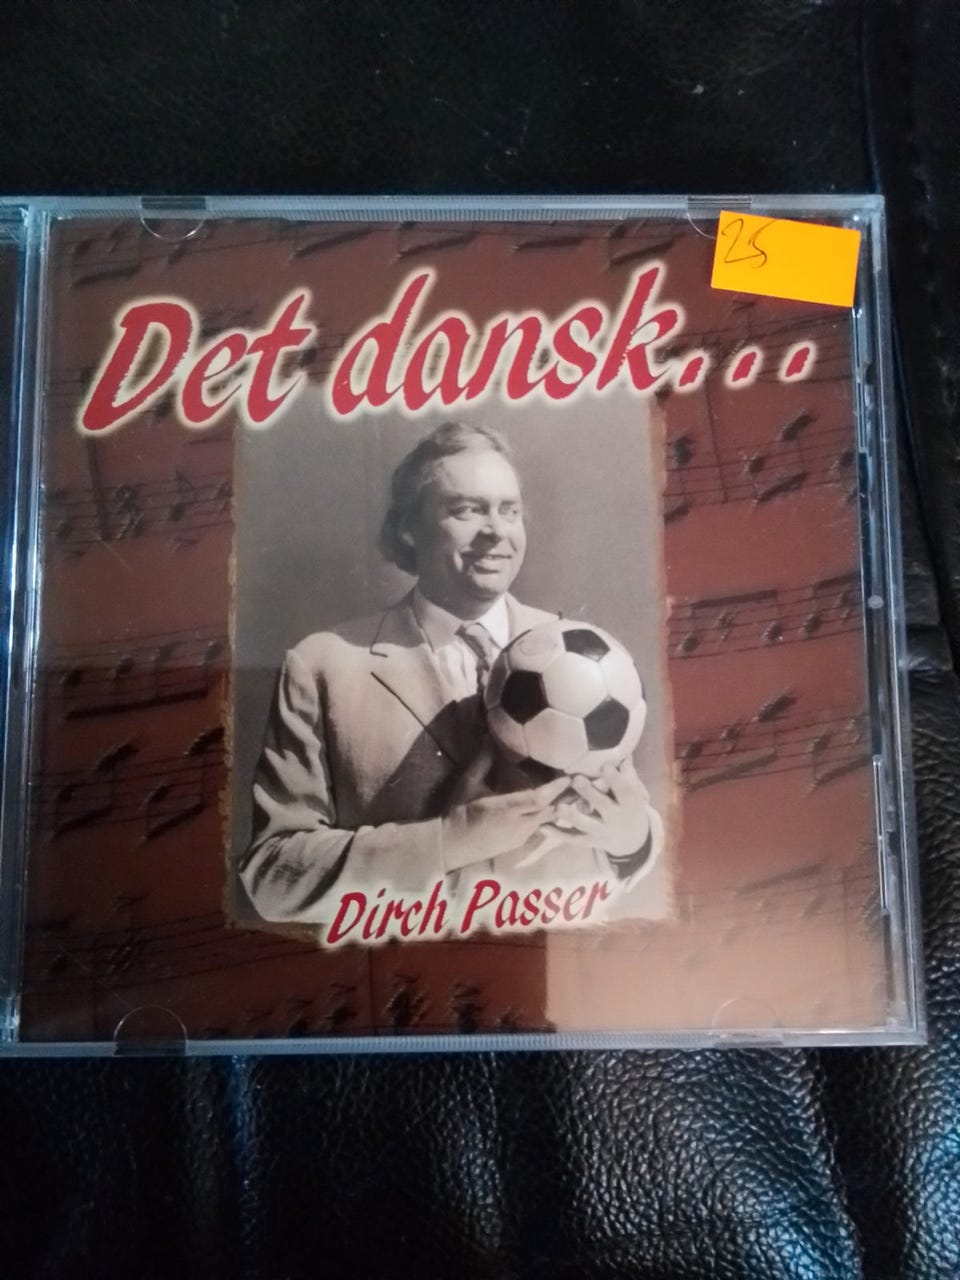 25
Det dansk...
Dirch Passer